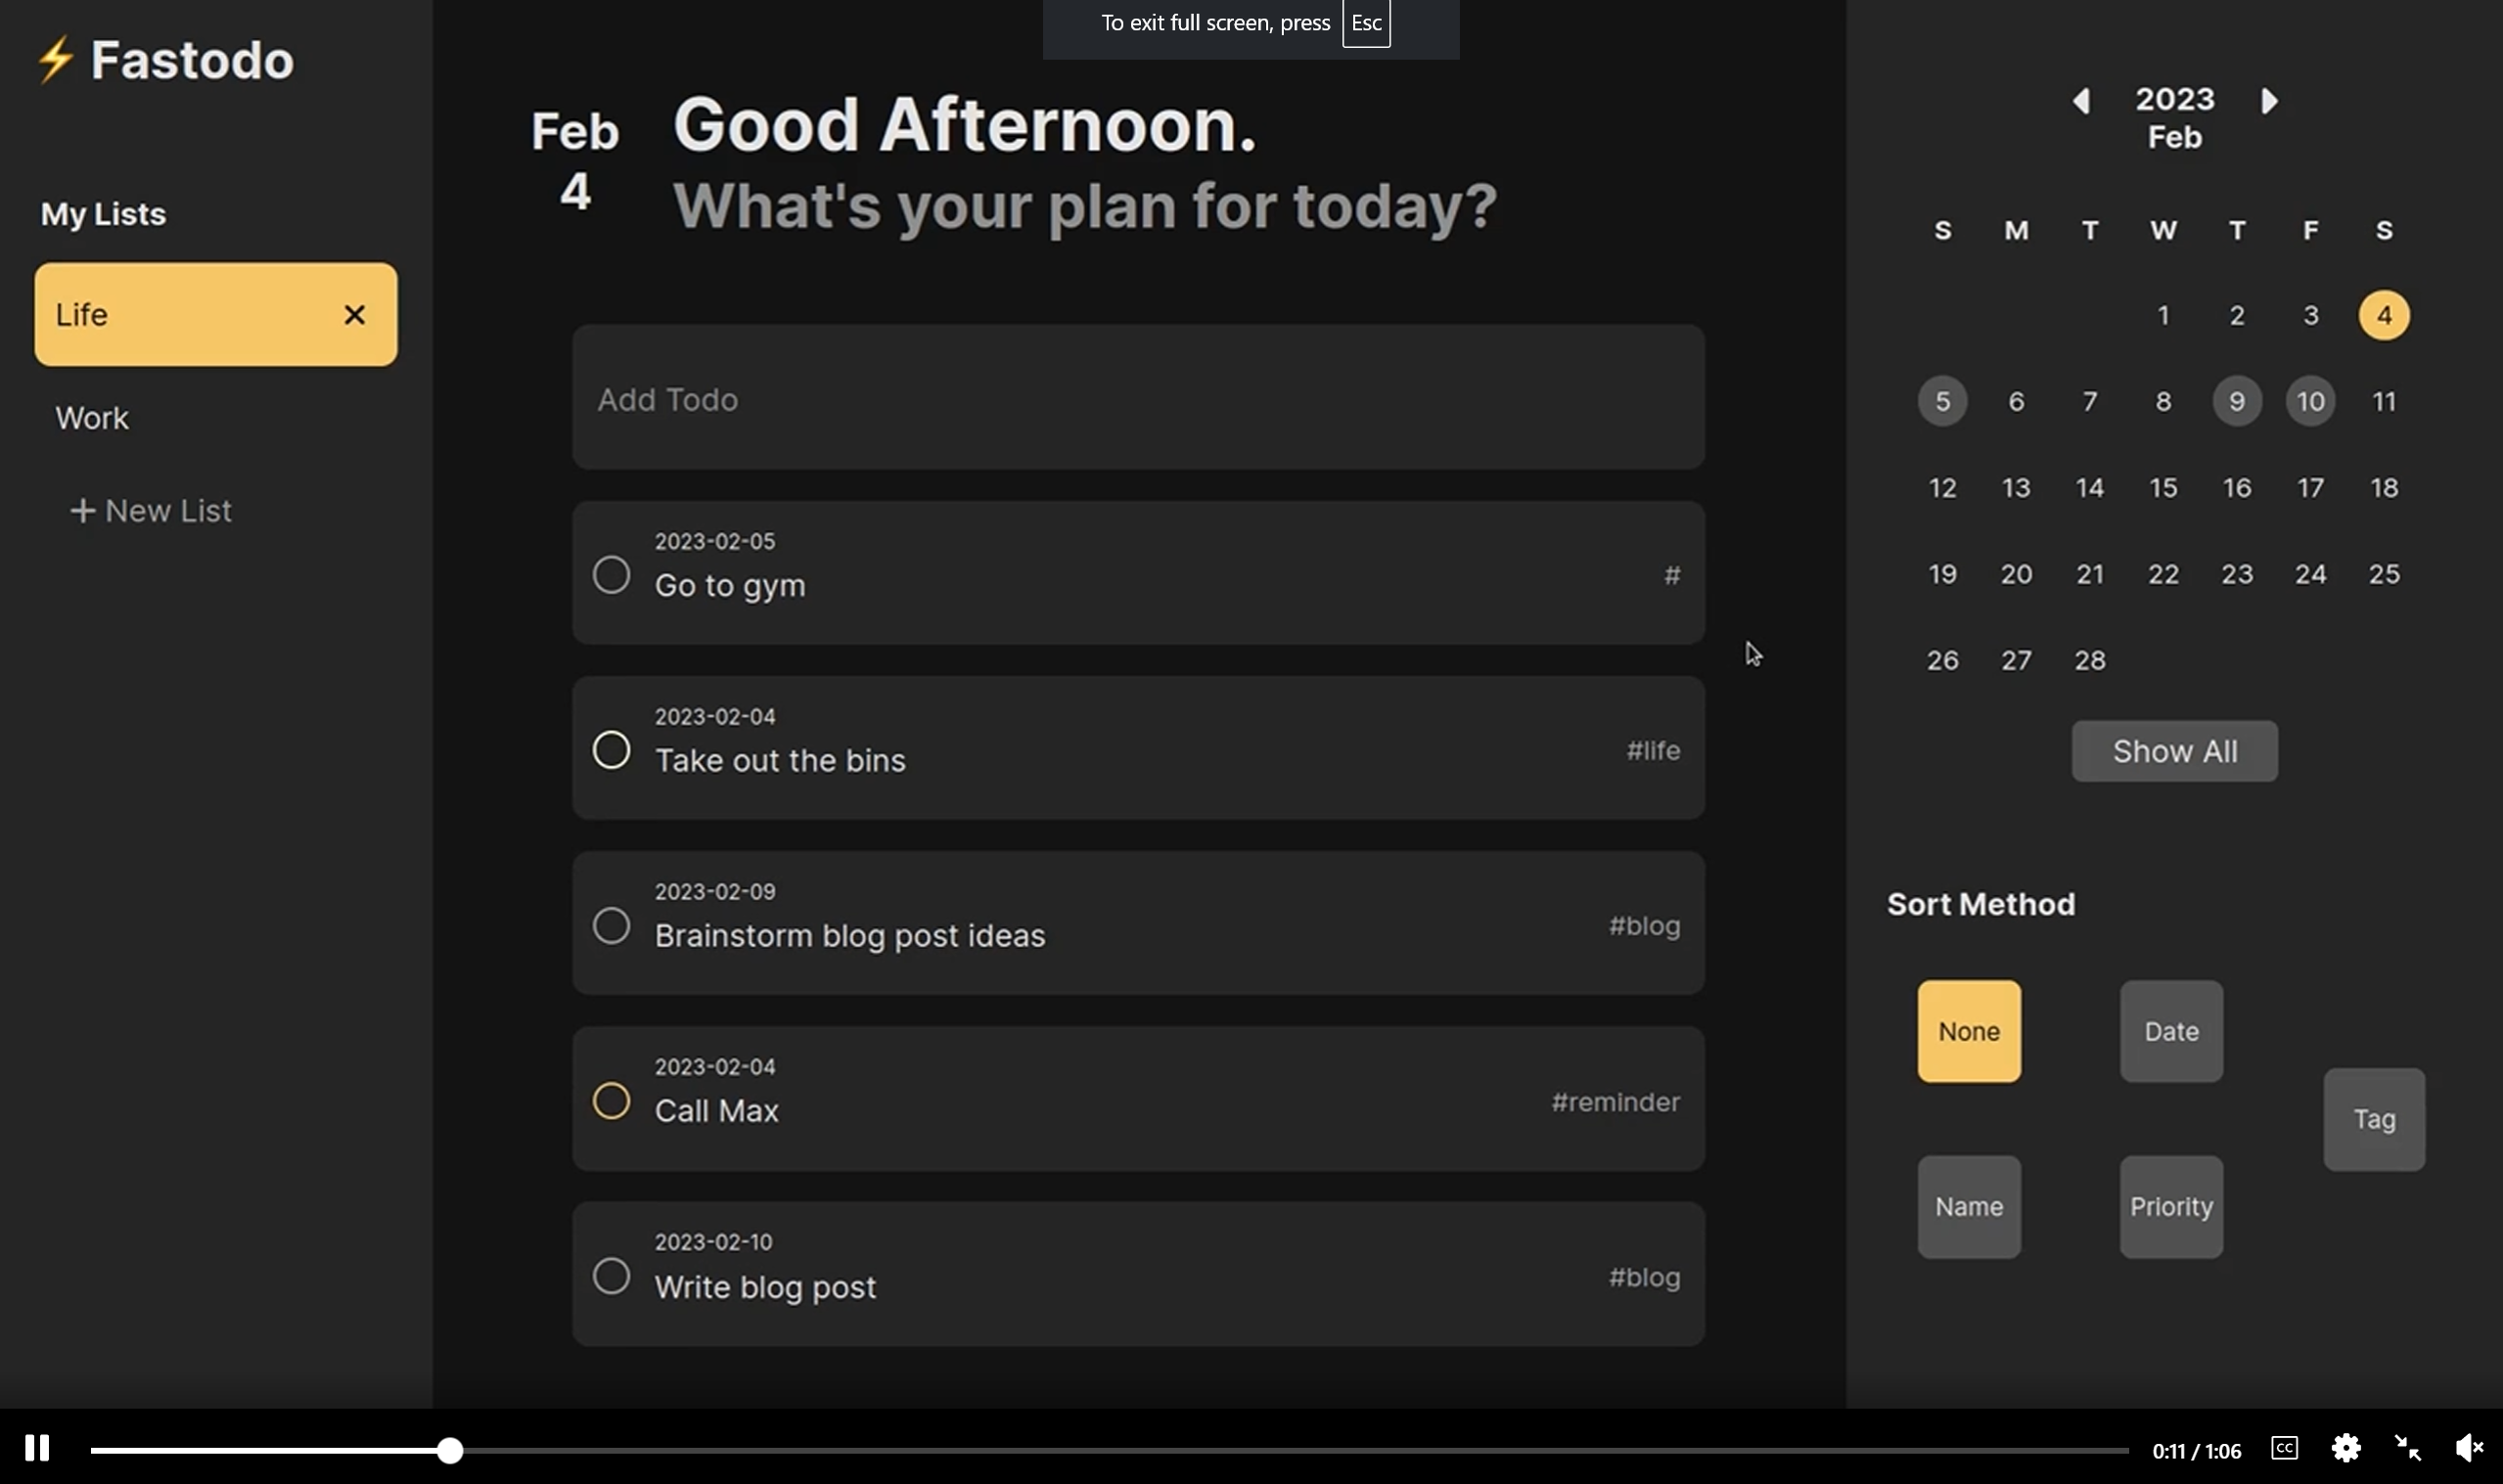 To exit full screen, press Esc
⚡ Fastodo
My Lists
Life ✕
Work
+ New List
Feb
4
Good Afternoon.
What's your plan for today?
Add Todo
2023-02-05
Go to gym
#
2023-02-04
Take out the bins
#life
2023-02-09
Brainstorm blog post ideas
#blog
2023-02-04
Call Max
#reminder
2023-02-10
Write blog post
#blog
2023
Feb
S M T W T F S
1 2 3 4
5 6 7 8 9 10 11
12 13 14 15 16 17 18
19 20 21 22 23 24 25
26 27 28
Show All
Sort Method
None
Date
Tag
Name
Priority
0:11 / 1:06
CC